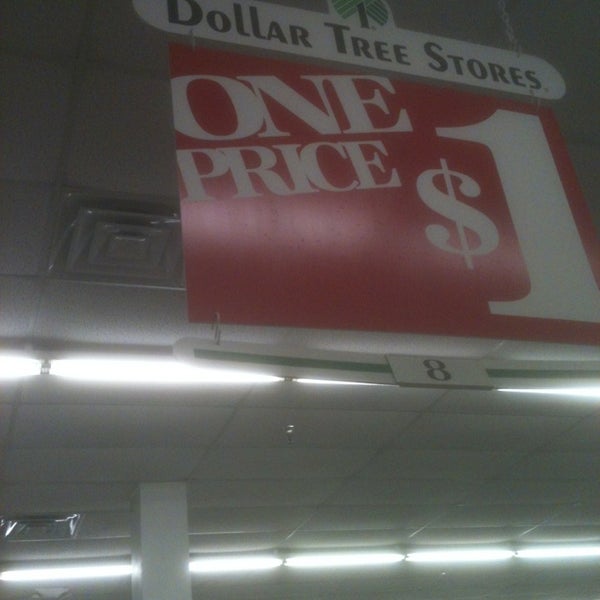 Dollar Tree Stores
ONE
PRICE
$1
8